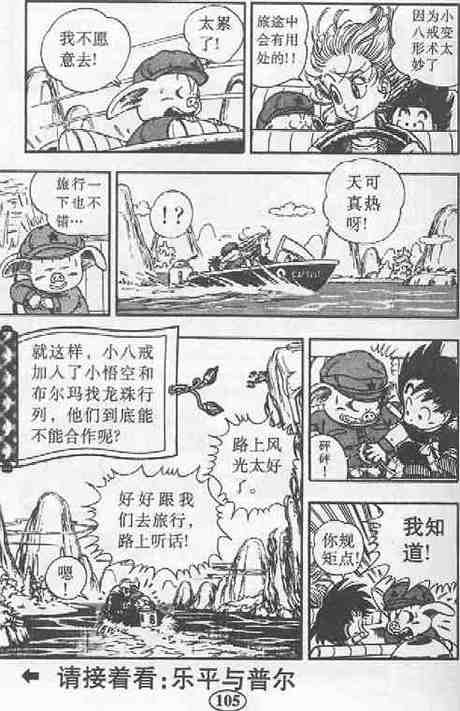 因为小
八戒变
形术太
妙了
旅途中
会有用
处的!!
太累
了!
我不愿
意去!
天可
真热
呀!
!?
旅行一
下也不
错…
砰砰!
我知
道!
你规
矩点!
就这样,小八戒
加入了小悟空和
布尔玛找龙珠行
列,他们到底能
不能合作呢?
路上风
光太好
了。
好好跟我
们去旅行,
路上听话!
嗯!
← 请接着看:乐平与普尔
105